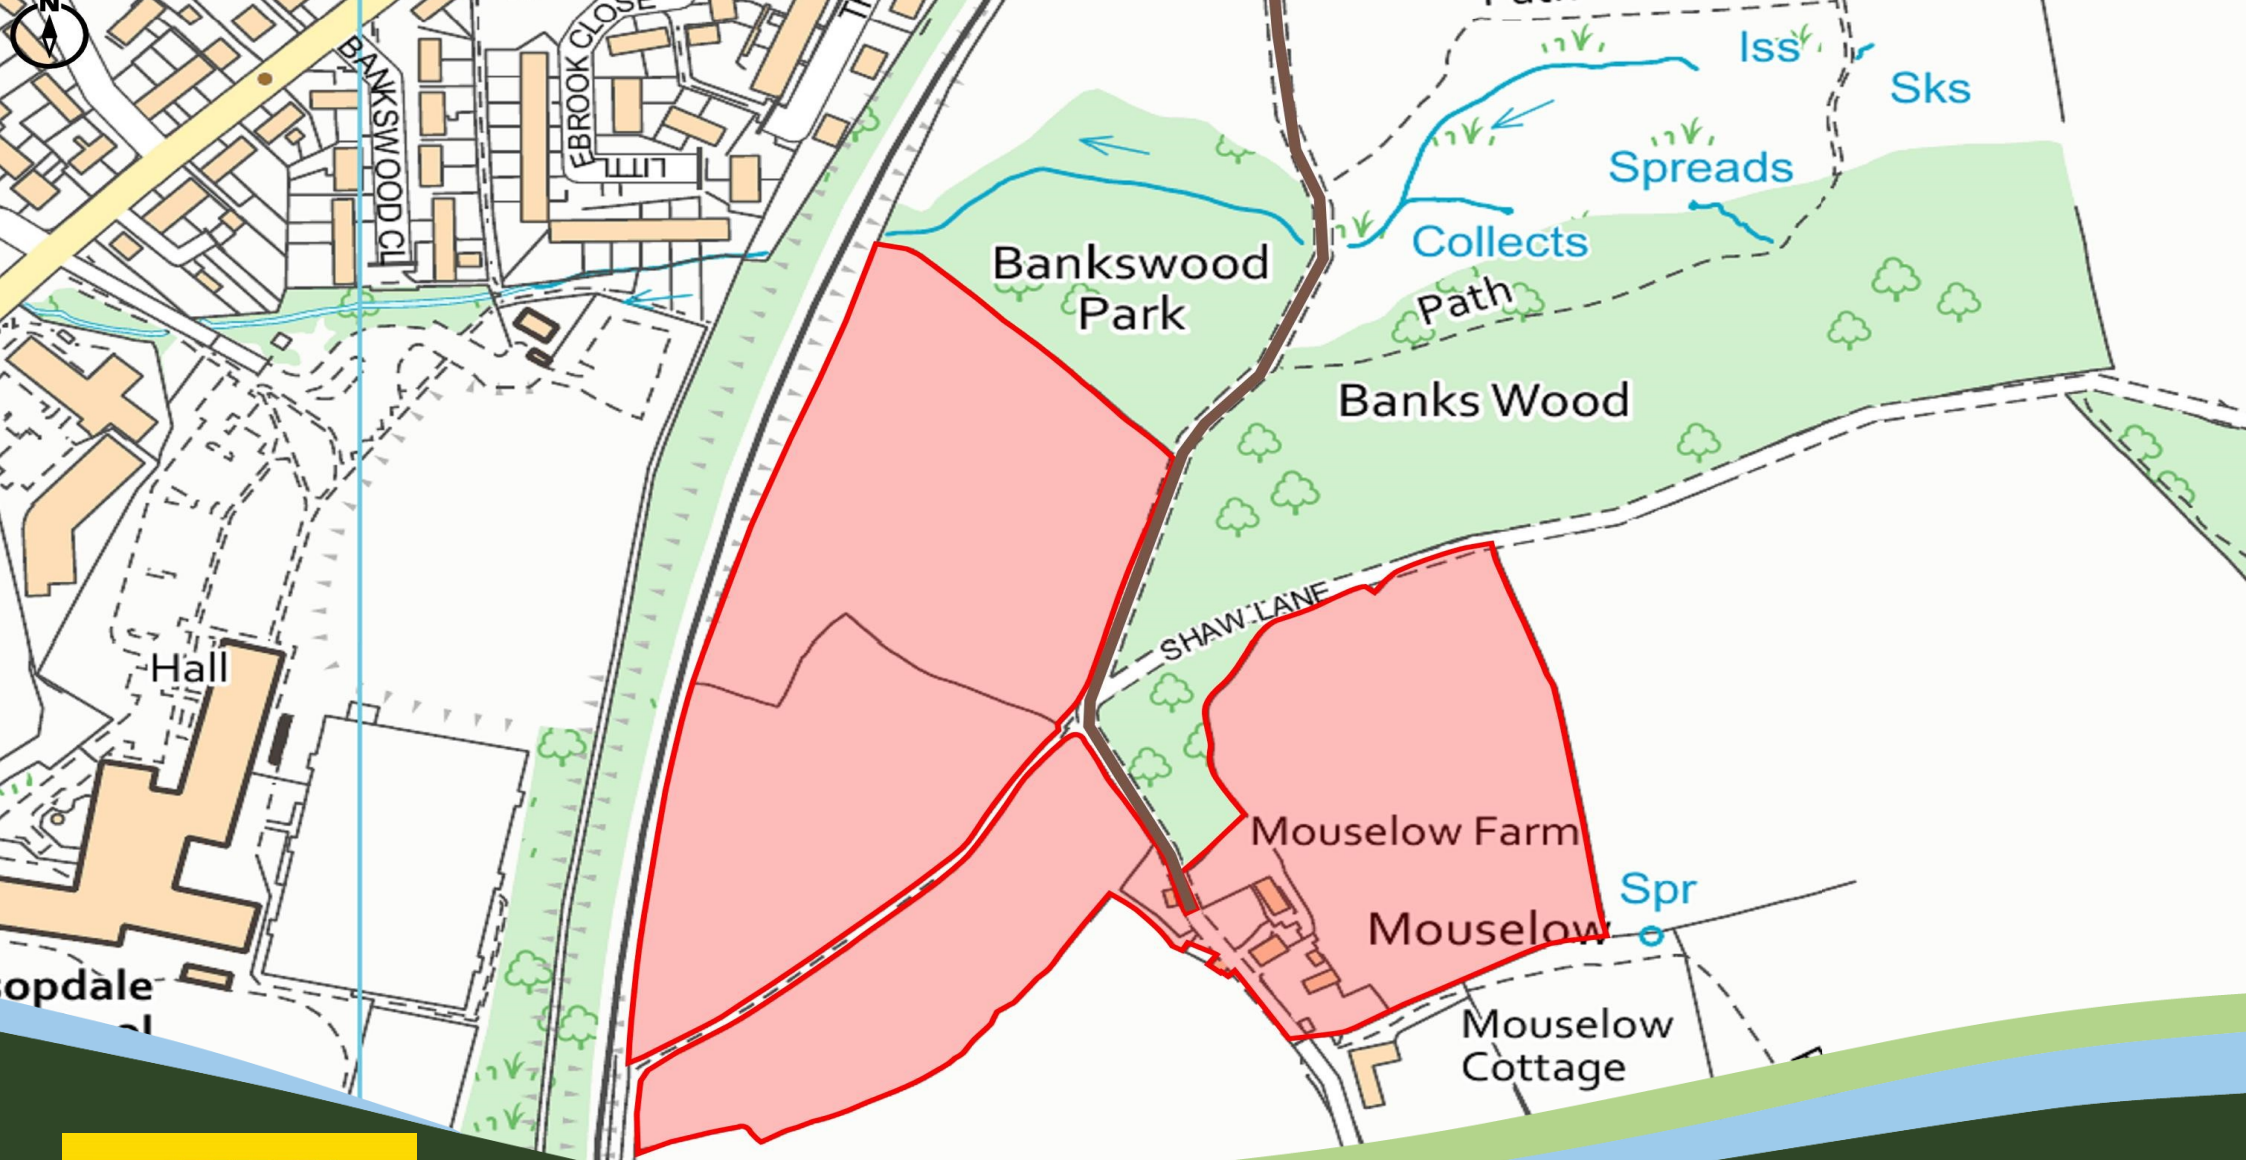 N
BANKSWOOD CL
EBROOK CLOSE
Iss
Sks
Spreads
Collects
Bankswood
Park
Path
Banks Wood
SHAW LANE
Hall
Mouselow Farm
Mouselow
Spr
Mouselow
Cottage